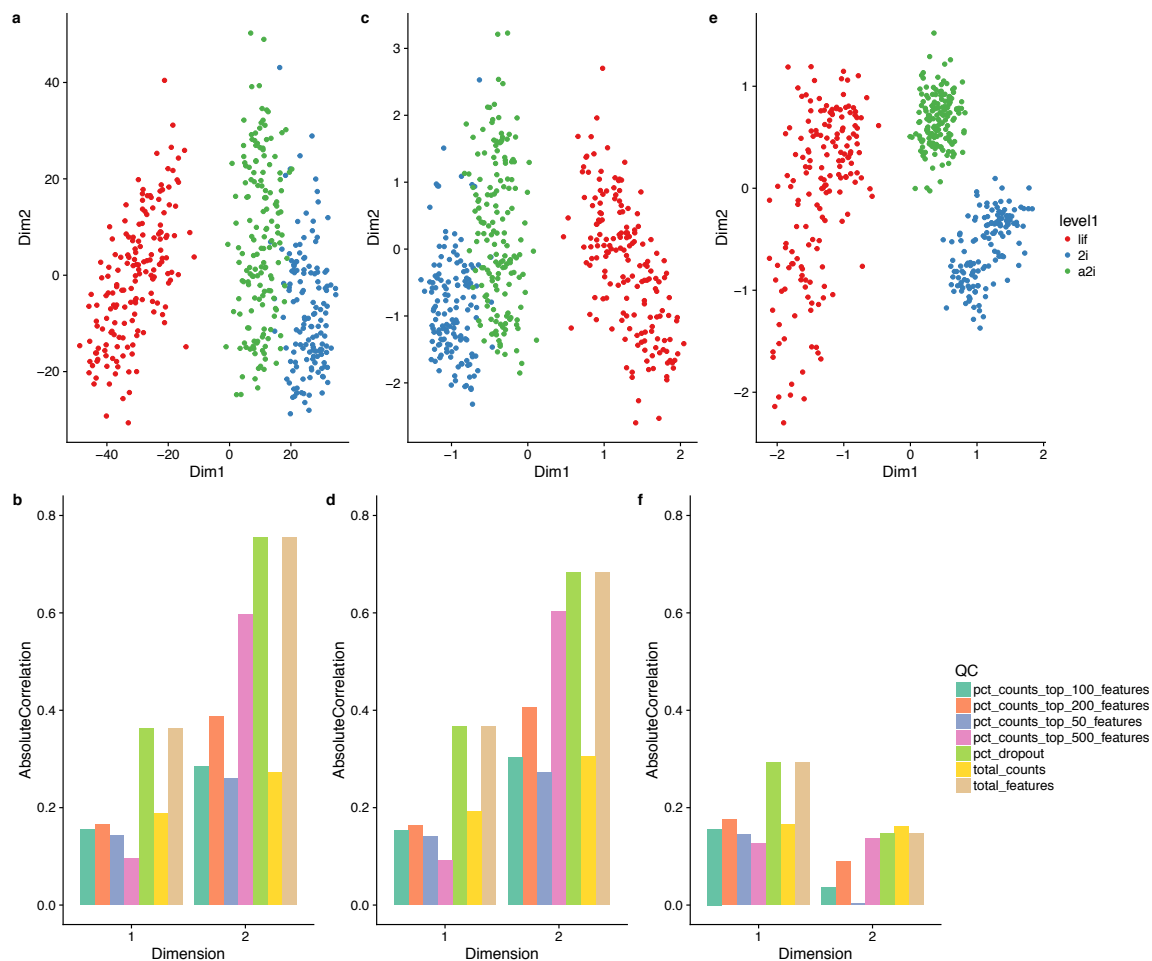 a
40
20
0
−20
Dim2
−40
−20
0
20
Dim1
c
3
2
1
0
−1
−2
Dim2
−1
0
1
2
Dim1
e
1
0
−1
−2
Dim2
−2
−1
0
1
2
Dim1
level1
lif
2i
a2i
b
0.8
0.6
0.4
0.2
0.0
AbsoluteCorrelation
1
2
Dimension
d
0.8
0.6
0.4
0.2
0.0
AbsoluteCorrelation
1
2
Dimension
f
0.8
0.6
0.4
0.2
0.0
AbsoluteCorrelation
1
2
Dimension
QC
pct_counts_top_100_features
pct_counts_top_200_features
pct_counts_top_50_features
pct_counts_top_500_features
pct_dropout
total_counts
total_features